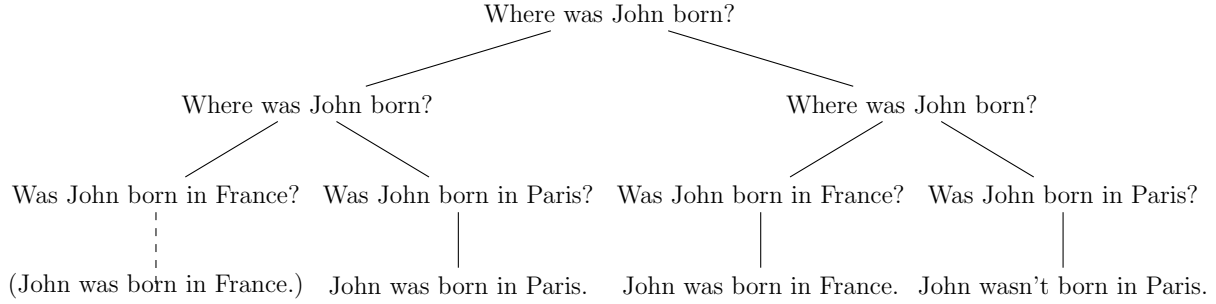 Where was John born?
Where was John born? Where was John born?
Was John born in France? Was John born in Paris? Was John born in France? Was John born in Paris?
(John was born in France.) John was born in Paris. John was born in France. John wasn't born in Paris.